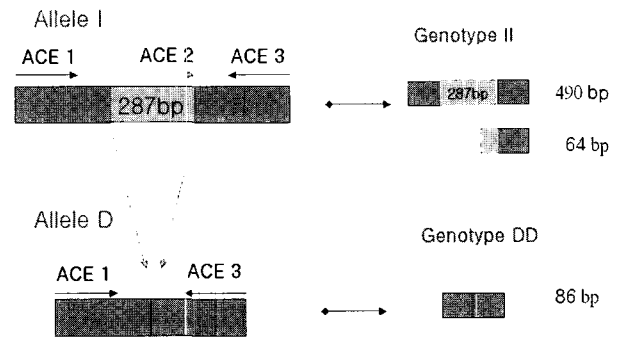 Allele I
ACE 1
ACE 2
ACE 3
287bp
Genotype II
287bp
490 bp
64 bp
Allele D
ACE 1
ACE 3
Genotype DD
86 bp